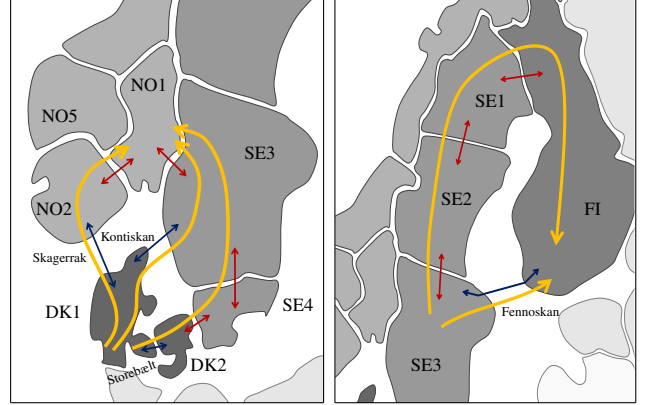 NO1
NO5
SE3
NO2
Kontiskan
Skagerrak
DK1
SE4
DK2
Storebælt
SE1
SE2
FI
Fennoskan
SE3